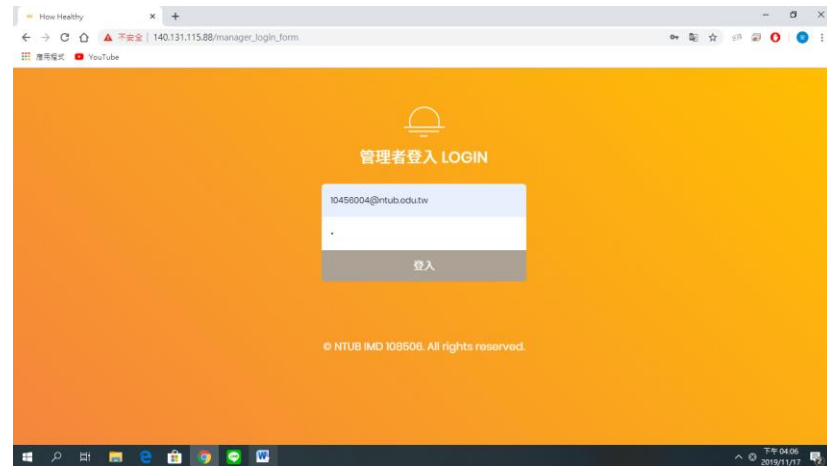 How Healthy
不安全 | 140.131.115.88/manager_login_form
應用程式 YouTube
管理者登入 LOGIN
10456004@ntub.edu.tw
登入
© NTUB IMD 108506. All rights reserved.
下午 04:06
2019/11/17